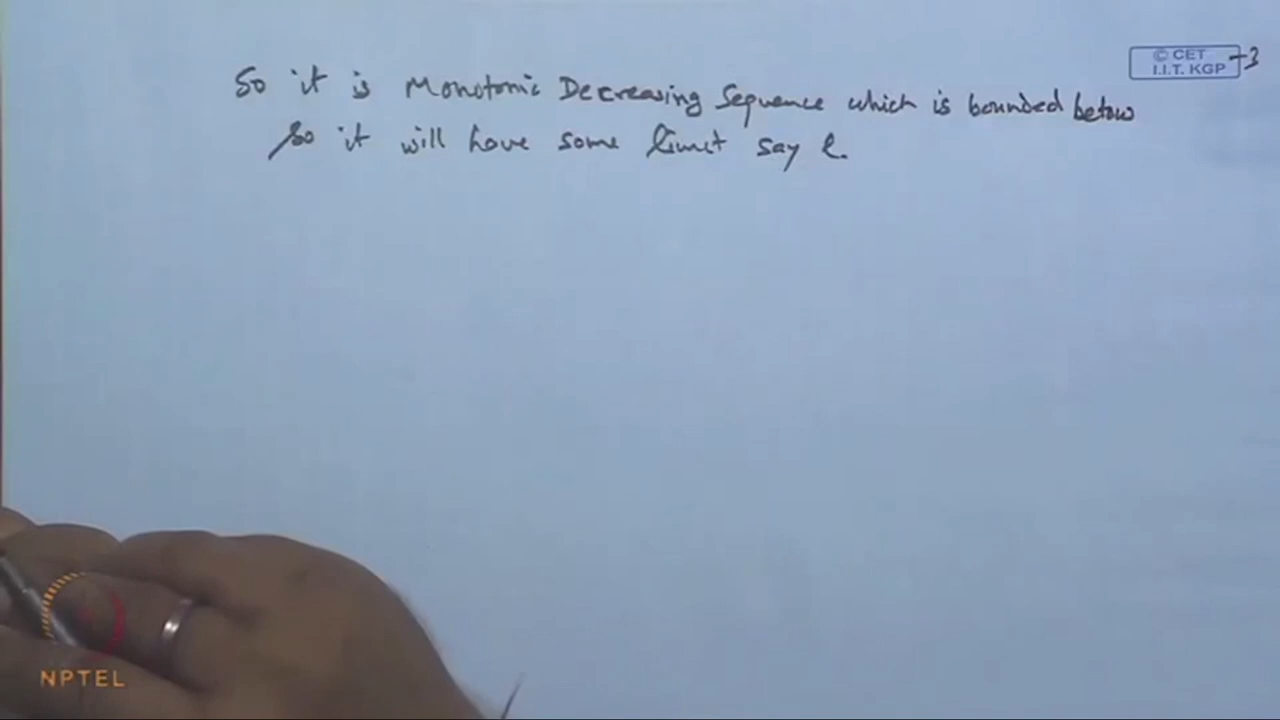 © CET
I.I.T. KGP
-3
So it is Monotonic Decreasing Sequence which is bounded below
So it will have some limit say l.
NPTEL